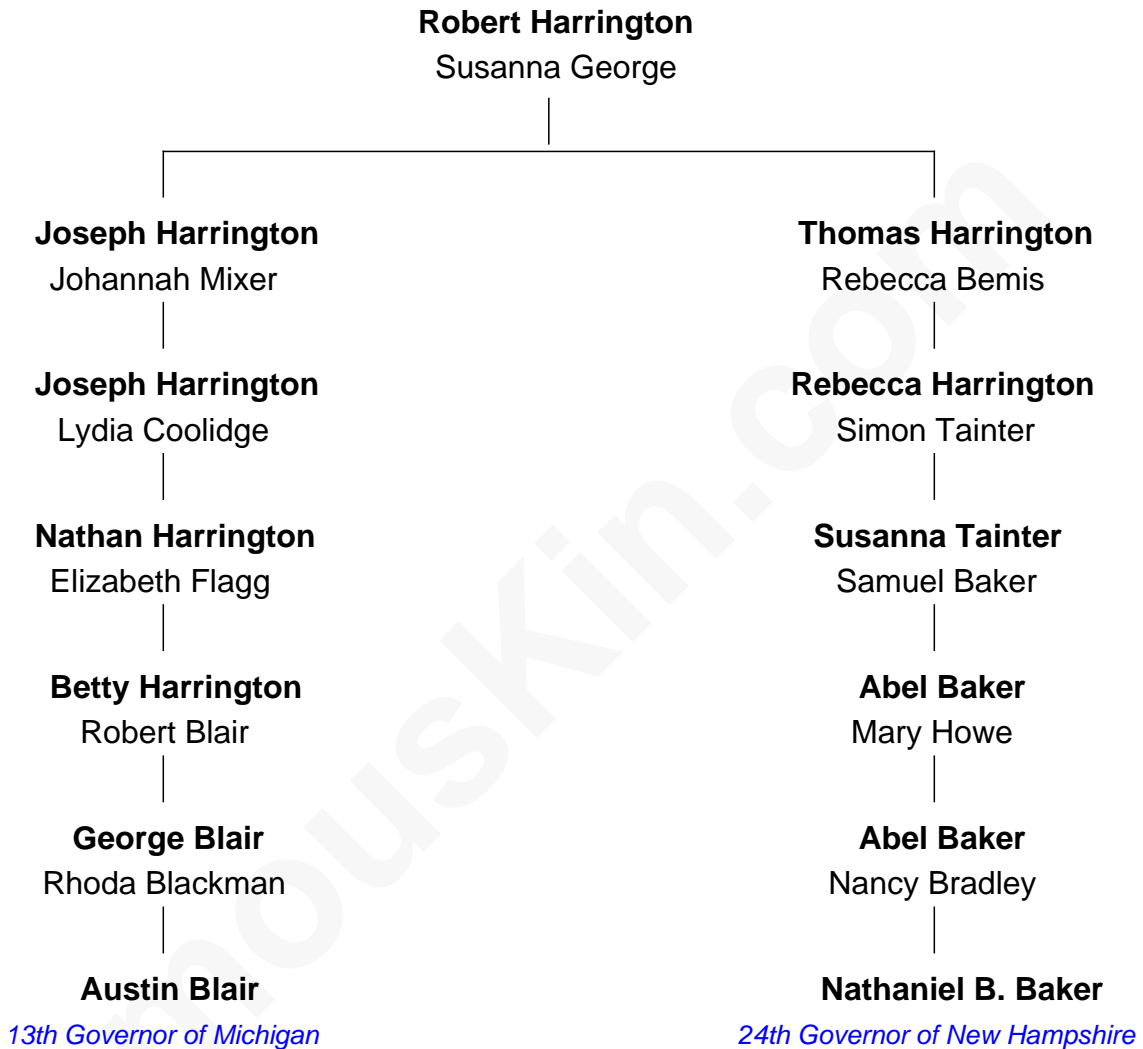 Robert Harrington
Susanna George
Joseph Harrington
Johannah Mixer
Joseph Harrington
Lydia Coolidge
Nathan Harrington
Elizabeth Flagg
Betty Harrington
Robert Blair
George Blair
Rhoda Blackman
Austin Blair
13th Governor of Michigan
Thomas Harrington
Rebecca Bemis
Rebecca Harrington
Simon Tainter
Susanna Tainter
Samuel Baker
Abel Baker
Mary Howe
Abel Baker
Nancy Bradley
Nathaniel B. Baker
24th Governor of New Hampshire
mousKin.com